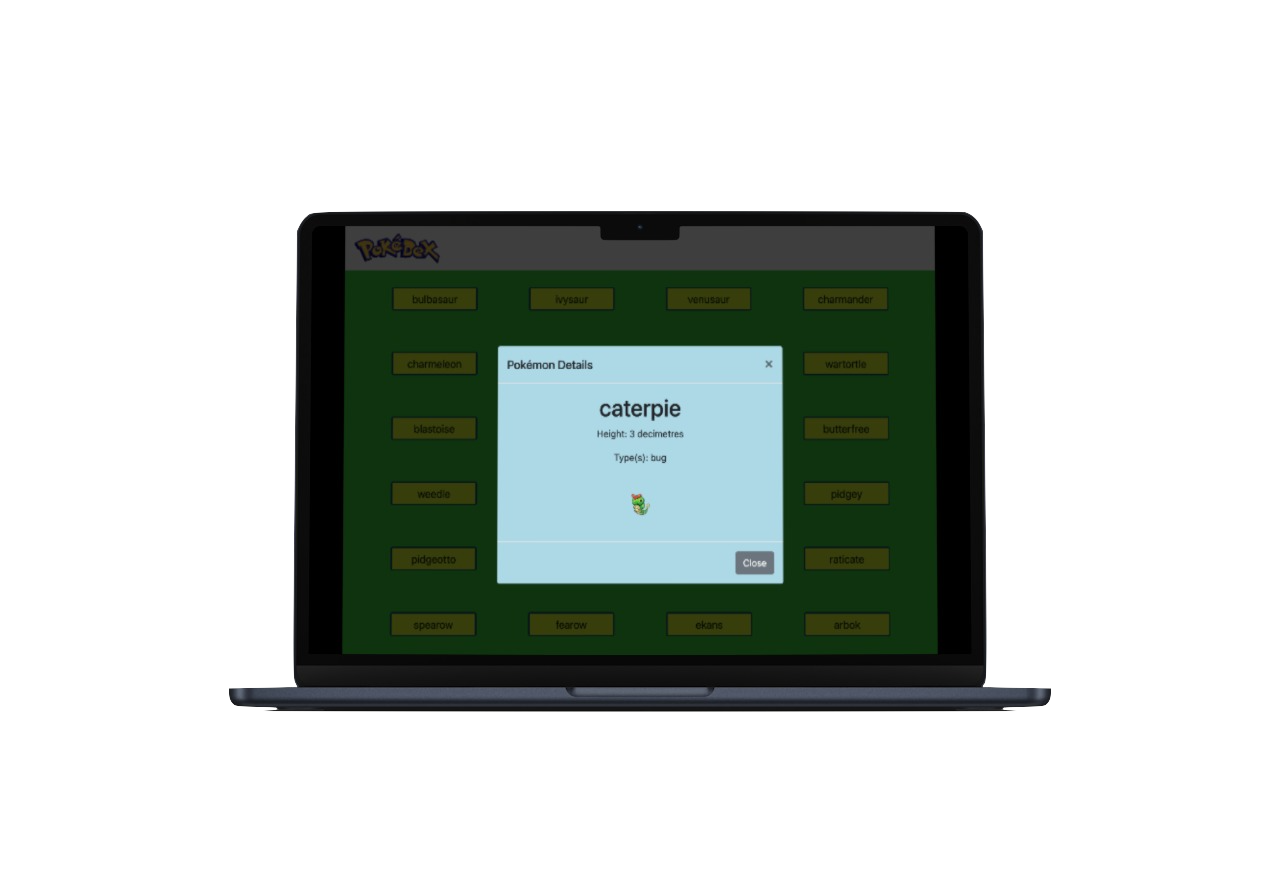 PoKéDeX
bulbasaur ivysaur venusaur charmander
charmeleon wartortle
Pokémon Details ×
caterpie
Height: 3 decimetres
Type(s): bug
blastoise butterfree
weedle pidgey
pidgeotto raticate
Close
spearow fearow ekans arbok